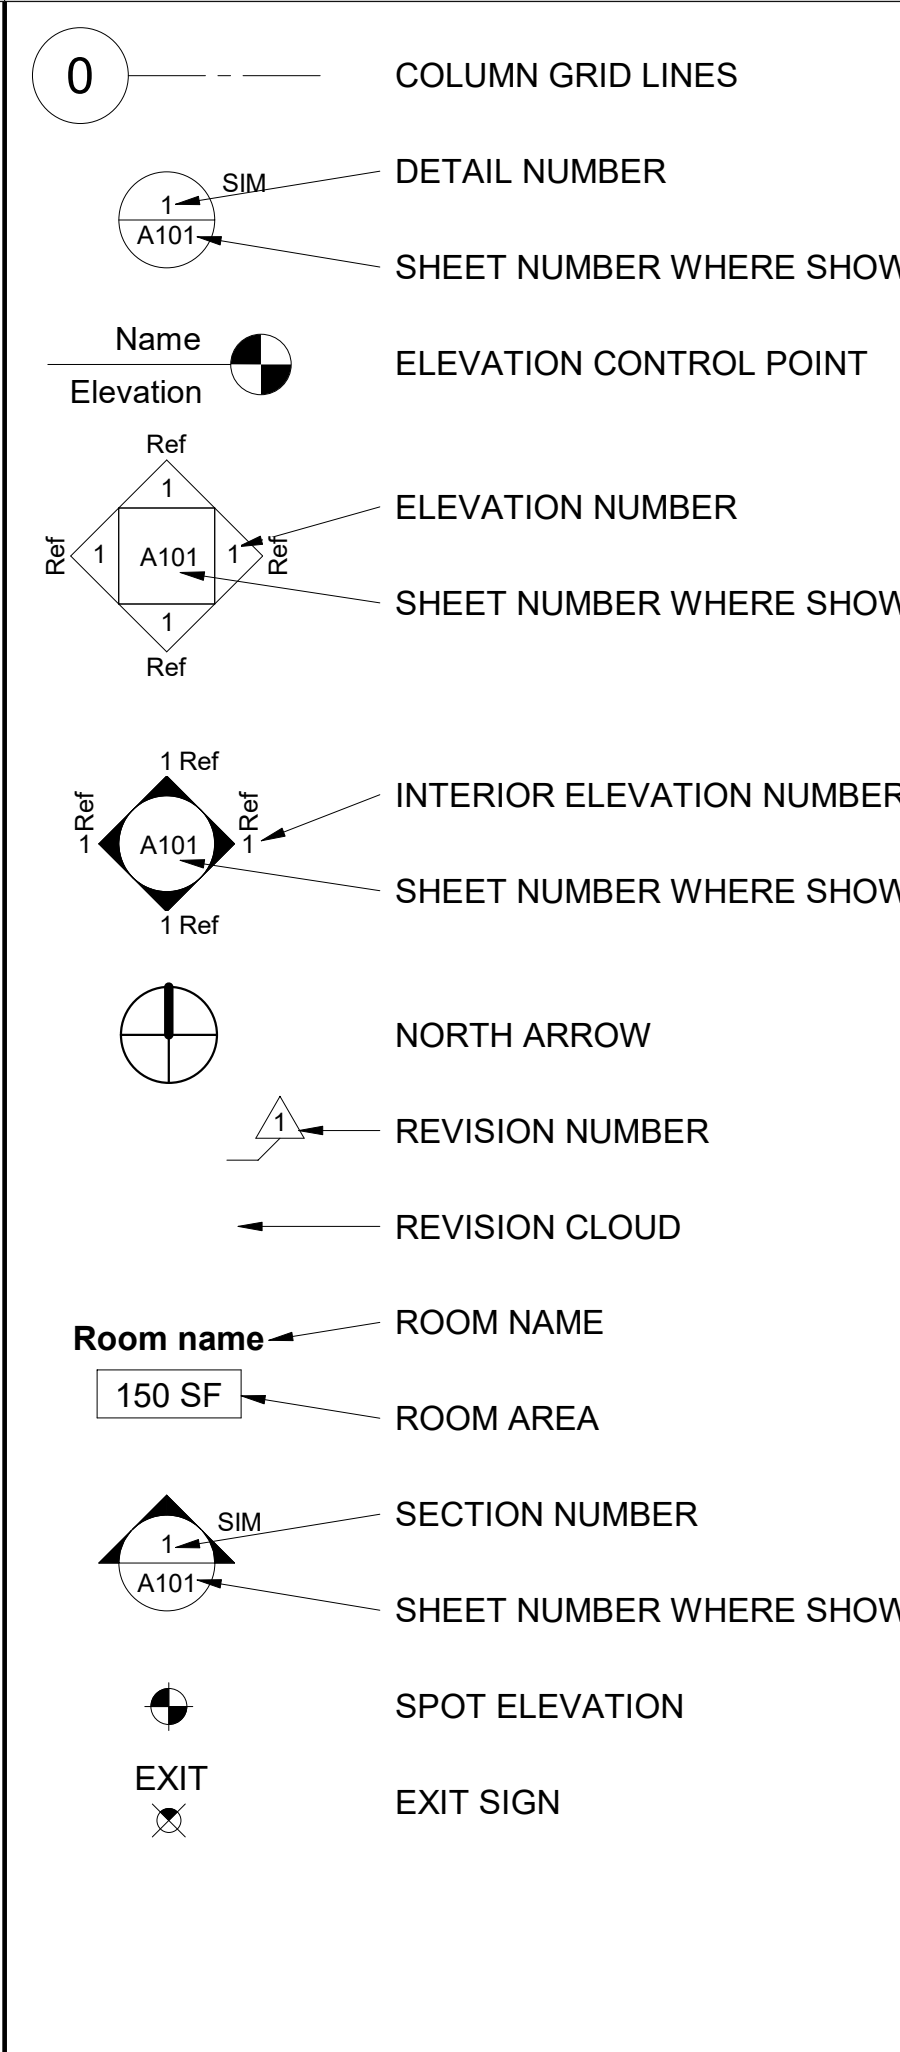 0 COLUMN GRID LINES
SIM DETAIL NUMBER
1
A101
SHEET NUMBER WHERE SHOW
Name
ELEVATION CONTROL POINT
Elevation
Ref
1
ELEVATION NUMBER
Ref 1 A101 1 Ref
SHEET NUMBER WHERE SHOW
1
Ref
1 Ref
INTERIOR ELEVATION NUMBER
1 Ref A101 1 Ref
SHEET NUMBER WHERE SHOW
1 Ref
NORTH ARROW
1 REVISION NUMBER
REVISION CLOUD
Room name ROOM NAME
150 SF ROOM AREA
SIM SECTION NUMBER
1
A101
SHEET NUMBER WHERE SHOW
SPOT ELEVATION
EXIT
EXIT SIGN